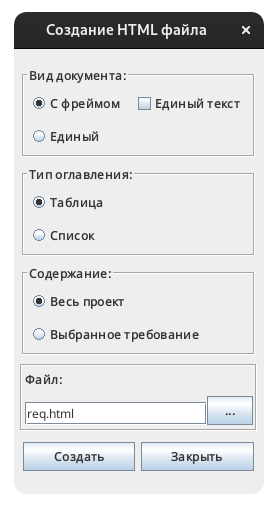 Создание HTML файла ×
Вид документа:
С фреймом Единый текст
Единый
Тип оглавления:
Таблица
Список
Содержание:
Весь проект
Выбранное требование
Файл:
req.html ...
Создать Закрыть